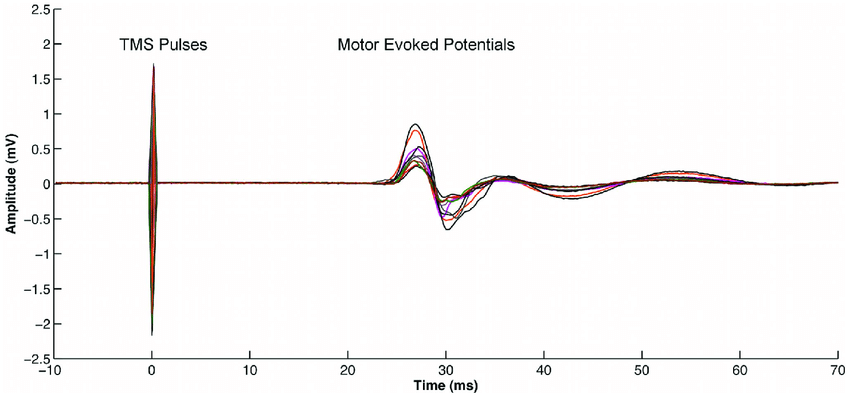 2.5
2
TMS Pulses Motor Evoked Potentials
1.5
1
0.5
0
−0.5
−1
−1.5
−2
−2.5
Amplitude (mV)
−10 0 10 20 30 40 50 60 70
Time (ms)